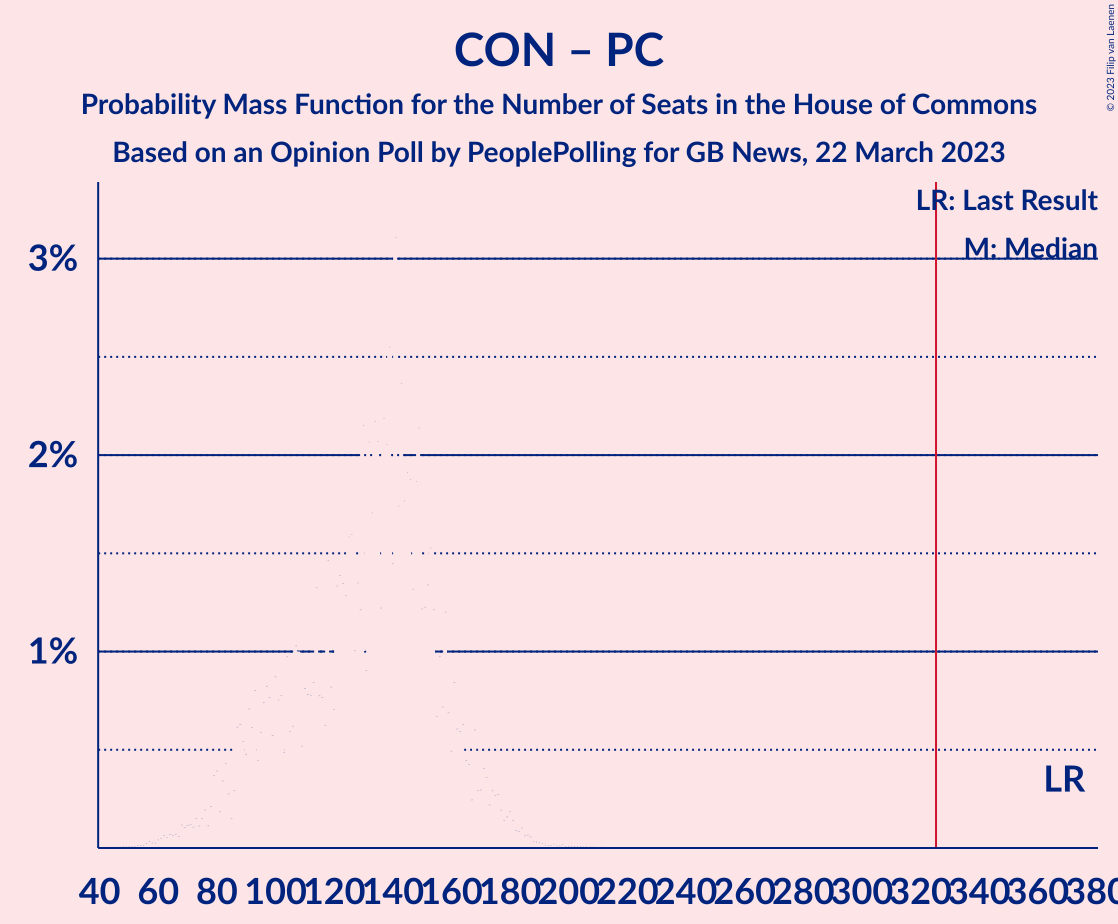 CON – PC
Probability Mass Function for the Number of Seats in the House of Commons
Based on an Opinion Poll by PeoplePolling for GB News, 22 March 2023
© 2023 Filip van Laenen
LR: Last Result
M: Median
3%
2%
1%
LR
40 60 80 100 120 140 160 180 200 220 240 260 280 300 320 340 360 380